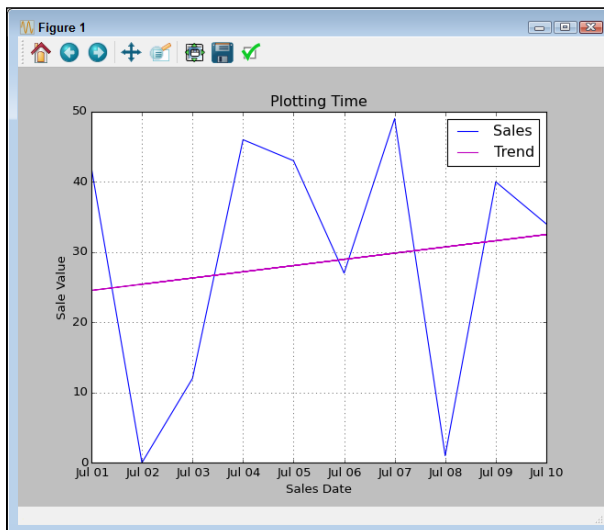 Figure 1
Plotting Time
50
40
30
20
10
0
Sale Value
Sales
Trend
Jul 01 Jul 02 Jul 03 Jul 04 Jul 05 Jul 06 Jul 07 Jul 08 Jul 09 Jul 10
Sales Date